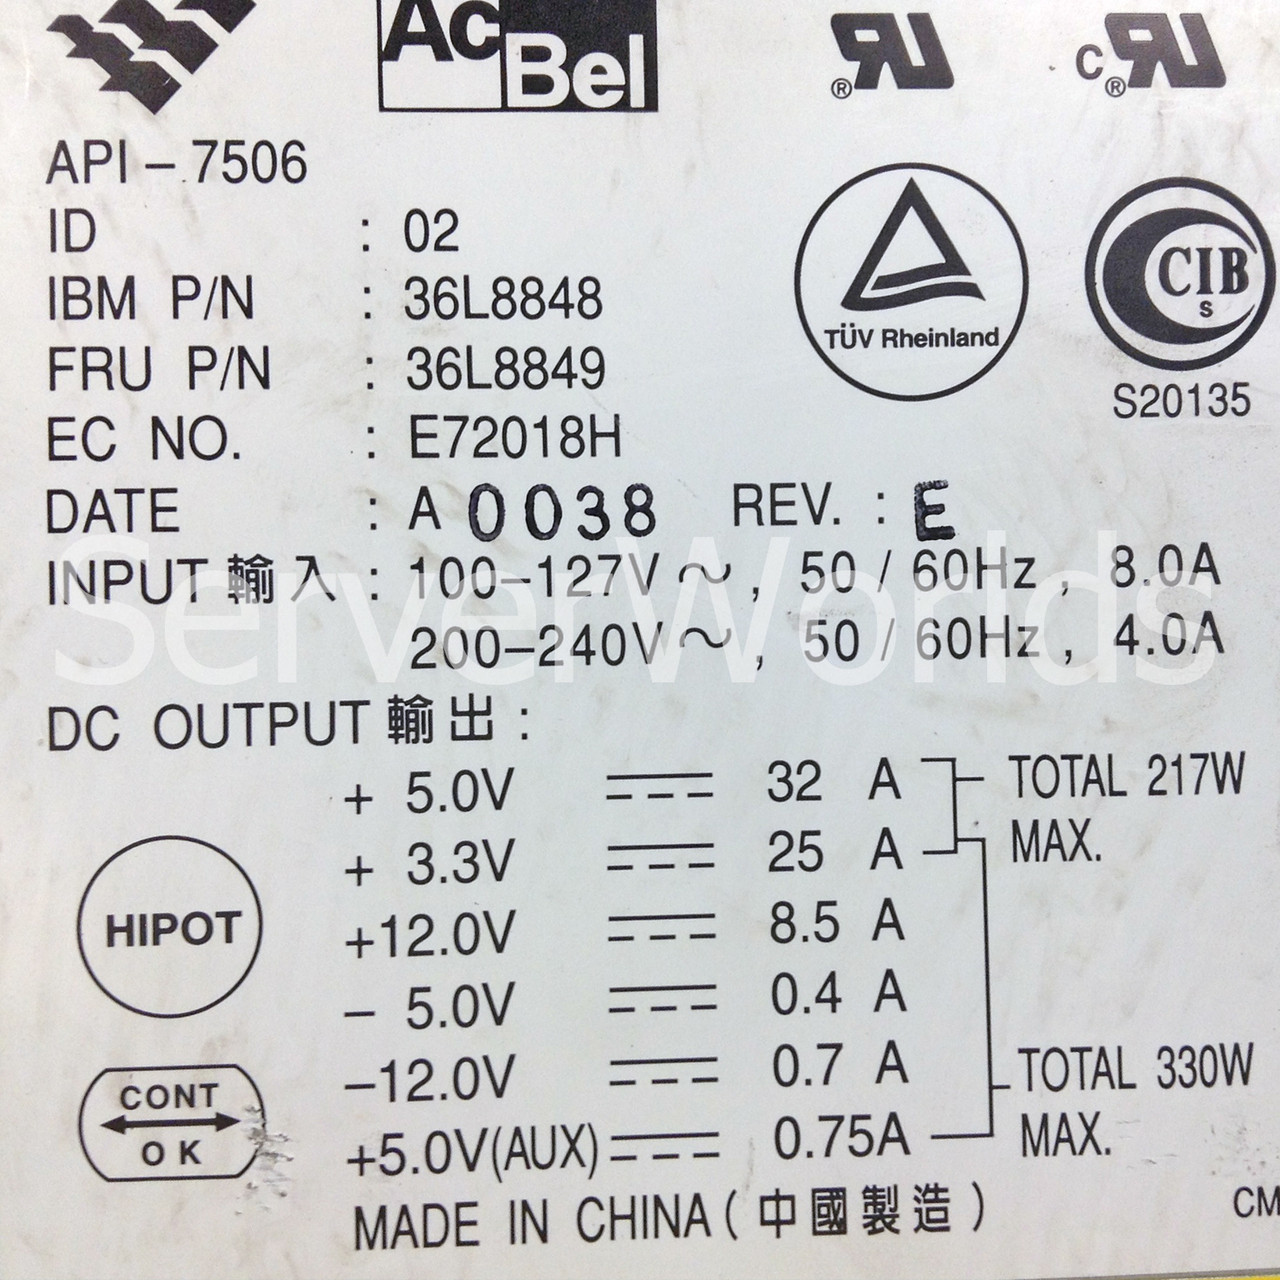 AcBel
API – 7506
ID : 02
IBM P/N : 36L8848
FRU P/N : 36L8849
EC NO. : E72018H
DATE : A 0038 REV. : E
INPUT 輸入 : 100–127V ~ , 50 / 60Hz , 8.0A
200–240V ~ , 50 / 60Hz , 4.0A
DC OUTPUT 輸出 :
+ 5.0V 32 A TOTAL 217W
+ 3.3V 25 A MAX.
+12.0V 8.5 A
– 5.0V 0.4 A
–12.0V 0.7 A TOTAL 330W
+5.0V(AUX) 0.75A MAX.
MADE IN CHINA ( 中國製造 )
CM
HIPOT
CONT
OK
c ® ®
TÜV Rheinland
CIB
S
S20135
ServerWorlds